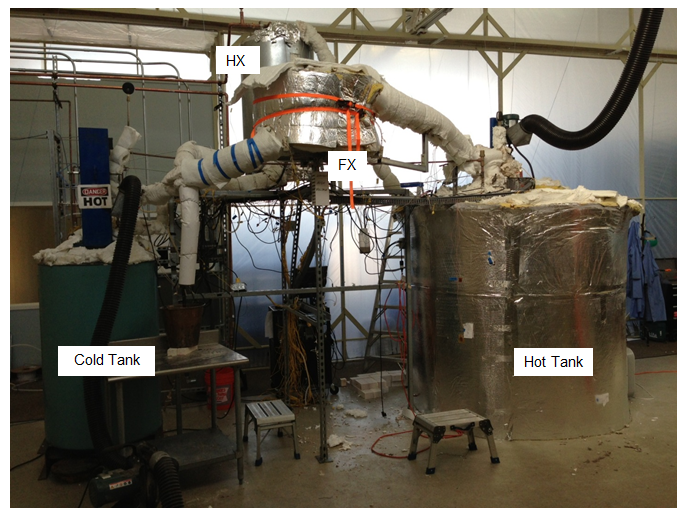 HX
FX
DANGER
HOT
Cold Tank
Hot Tank